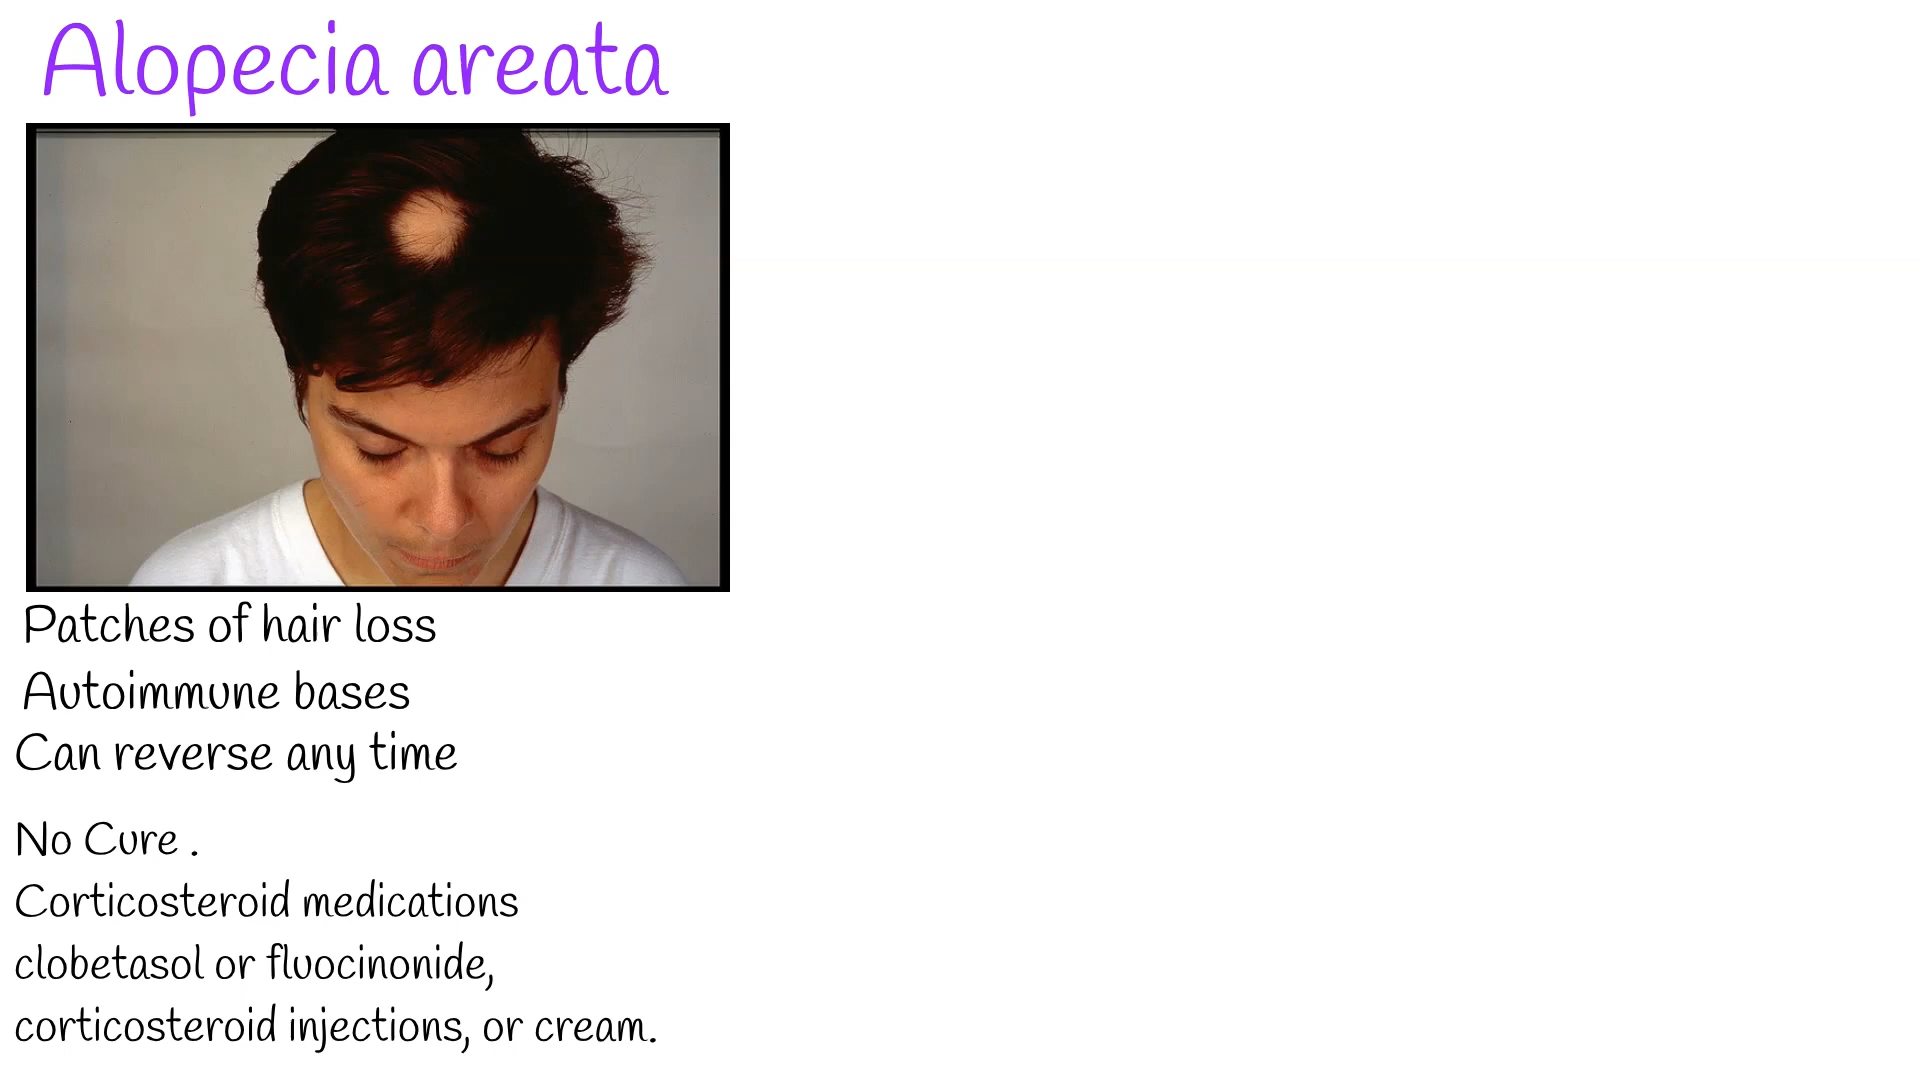 Alopecia areata
Patches of hair loss
Autoimmune bases
Can reverse any time
No Cure .
Corticosteroid medications
clobetasol or fluocinonide,
corticosteroid injections, or cream.